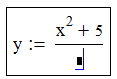 y := (x² + 5) / ▪